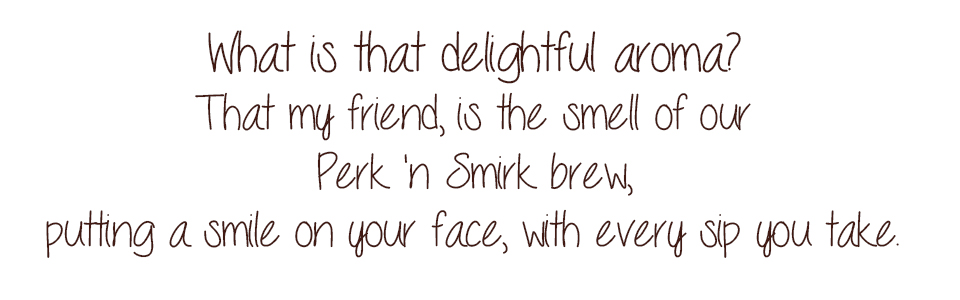 What is that delightful aroma?
That my friend, is the smell of our
Perk 'n Smirk brew,
putting a smile on your face, with every sip you take.